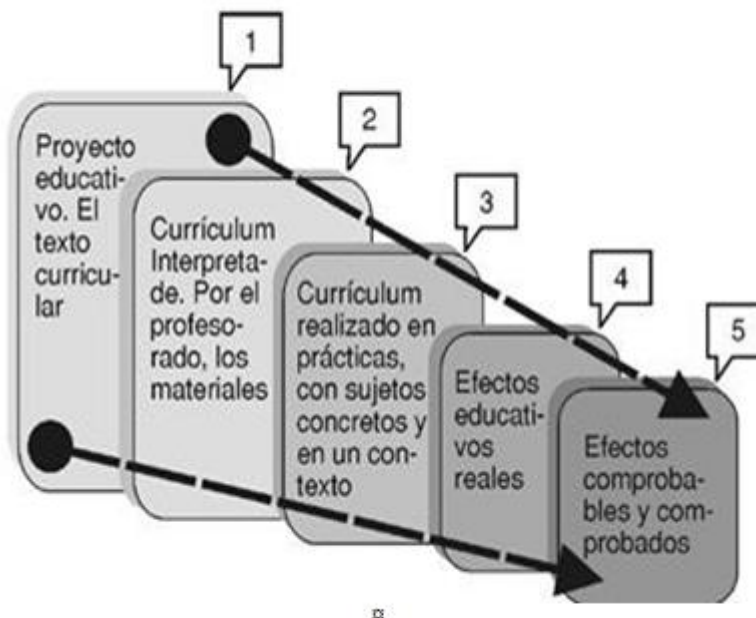 1
Proyecto
educati-
vo. El
texto
curricu-
lar
2
Currículum
Interpreta-
de. Por el
profeso-
rado, los
materiales
3
Currículum
realizado en
prácticas,
con sujetos
concretos y
en un con-
texto
4
Efectos
educati-
vos
reales
5
Efectos
comproba-
bles y com-
probados
¤